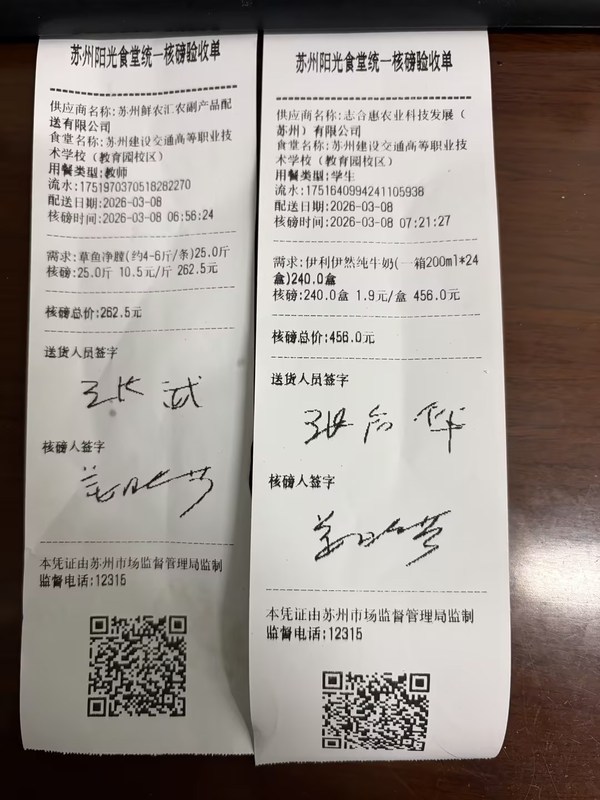 苏州阳光食堂统一核磅验收单
供应商名称:苏州鲜农汇农副产品配
送有限公司
食堂名称:苏州建设交通高等职业技
术学校（教育园校区）
用餐类型:教师
流水:1751970370518282270
配送日期:2026-03-08
核磅时间:2026-03-08 06:56:24
需求:草鱼净膛(约4-6斤/条)25.0斤
核磅:25.0斤 10.5元/斤 262.5元
核磅总价:262.5元
送货人员签字
核磅人签字
本凭证由苏州市场监督管理局监制
监督电话:12315
苏州阳光食堂统一核磅验收单
供应商名称:志合惠农业科技发展（
苏州）有限公司
食堂名称:苏州建设交通高等职业技
术学校（教育园校区）
用餐类型:学生
流水:1751640994241105938
配送日期:2026-03-08
核磅时间:2026-03-08 07:21:27
需求:伊利伊然纯牛奶(一箱200ml*24
盒)240.0盒
核磅:240.0盒 1.9元/盒 456.0元
核磅总价:456.0元
送货人员签字
核磅人签字
本凭证由苏州市场监督管理局监制
监督电话:12315